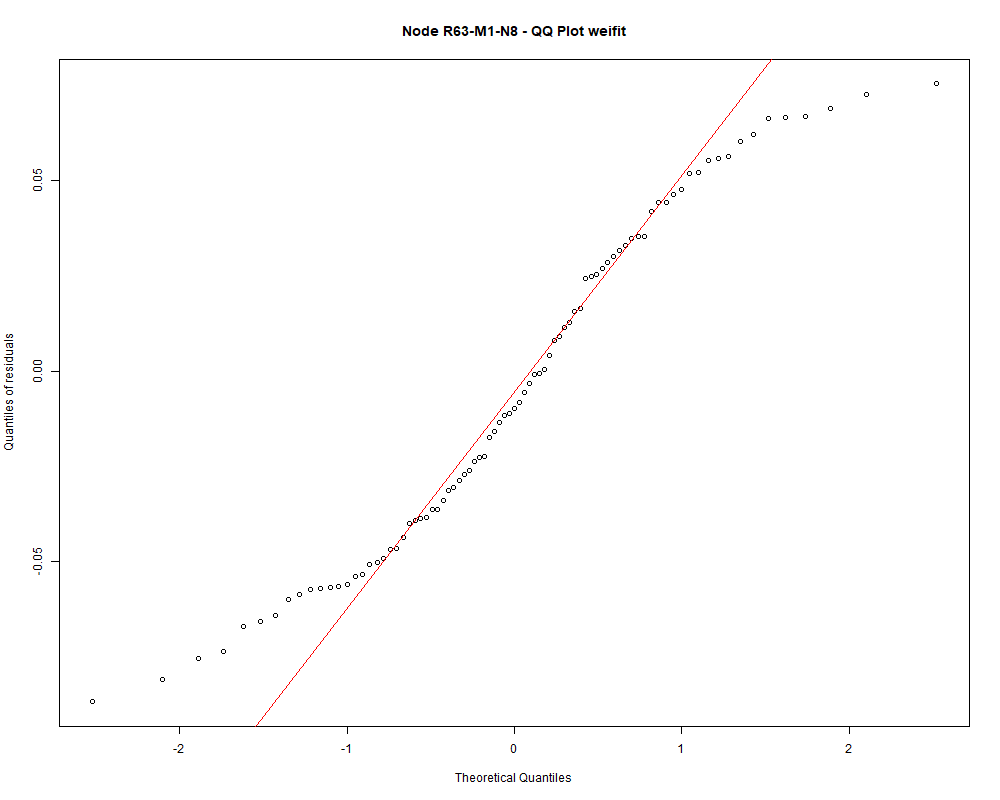 Node R63-M1-N8 - QQ Plot weifit
Quantiles of residuals
0.05
0.00
-0.05
-2
-1
0
1
2
Theoretical Quantiles